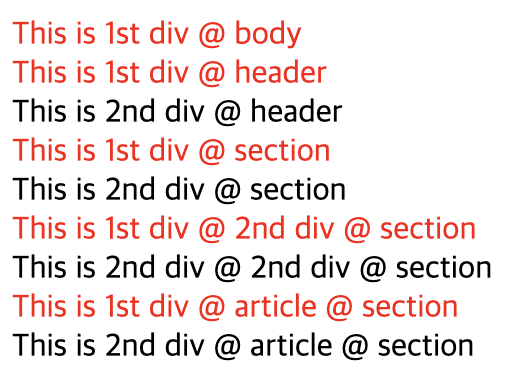 This is 1st div @ body
This is 1st div @ header
This is 2nd div @ header
This is 1st div @ section
This is 2nd div @ section
This is 1st div @ 2nd div @ section
This is 2nd div @ 2nd div @ section
This is 1st div @ article @ section
This is 2nd div @ article @ section